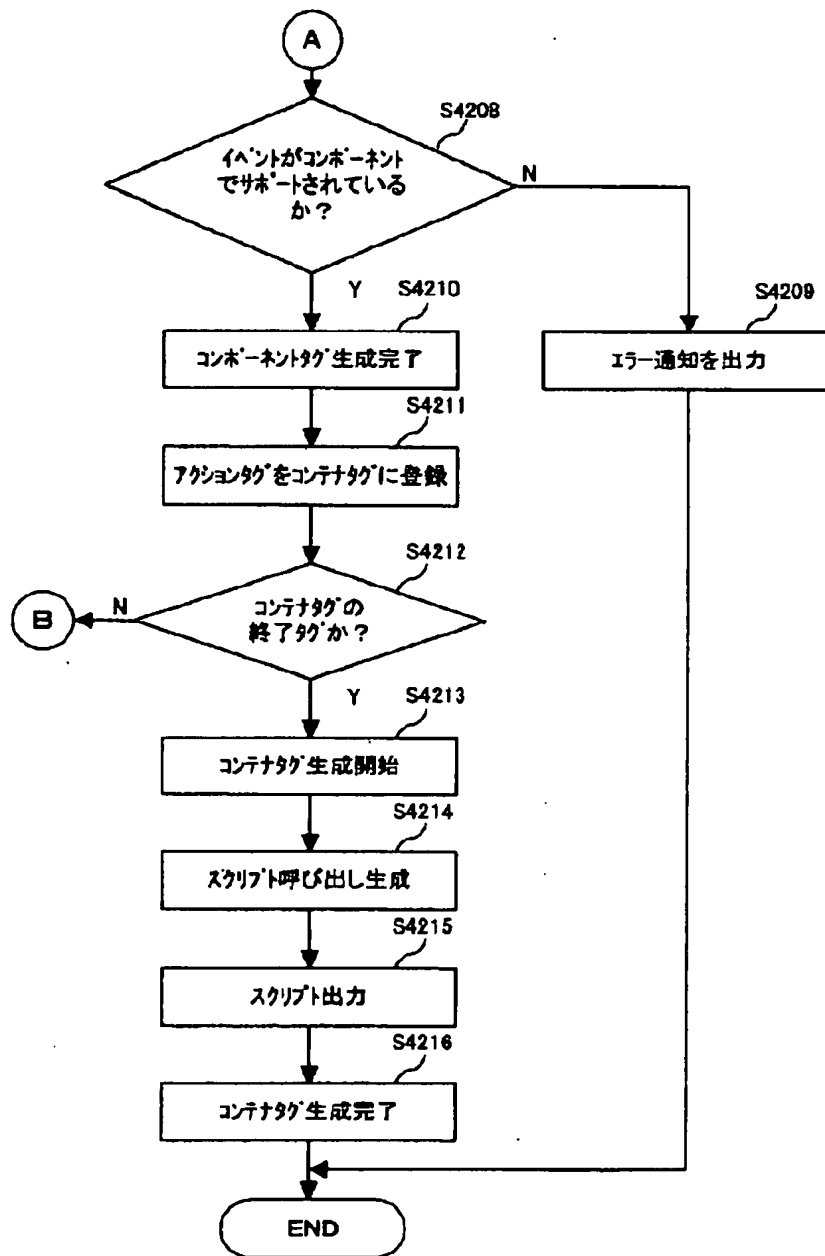 A
S4208
イベントがコンポーネント
でサポートされている
か?
N
Y
S4210
S4209
コンポーネントタグ生成完了
エラー通知を出力
S4211
アクションタグをコンテナタグに登録
S4212
B
N
コンテナタグの
終了タグか?
Y
S4213
コンテナタグ生成開始
S4214
スクリプト呼び出し生成
S4215
スクリプト出力
S4216
コンテナタグ生成完了
END